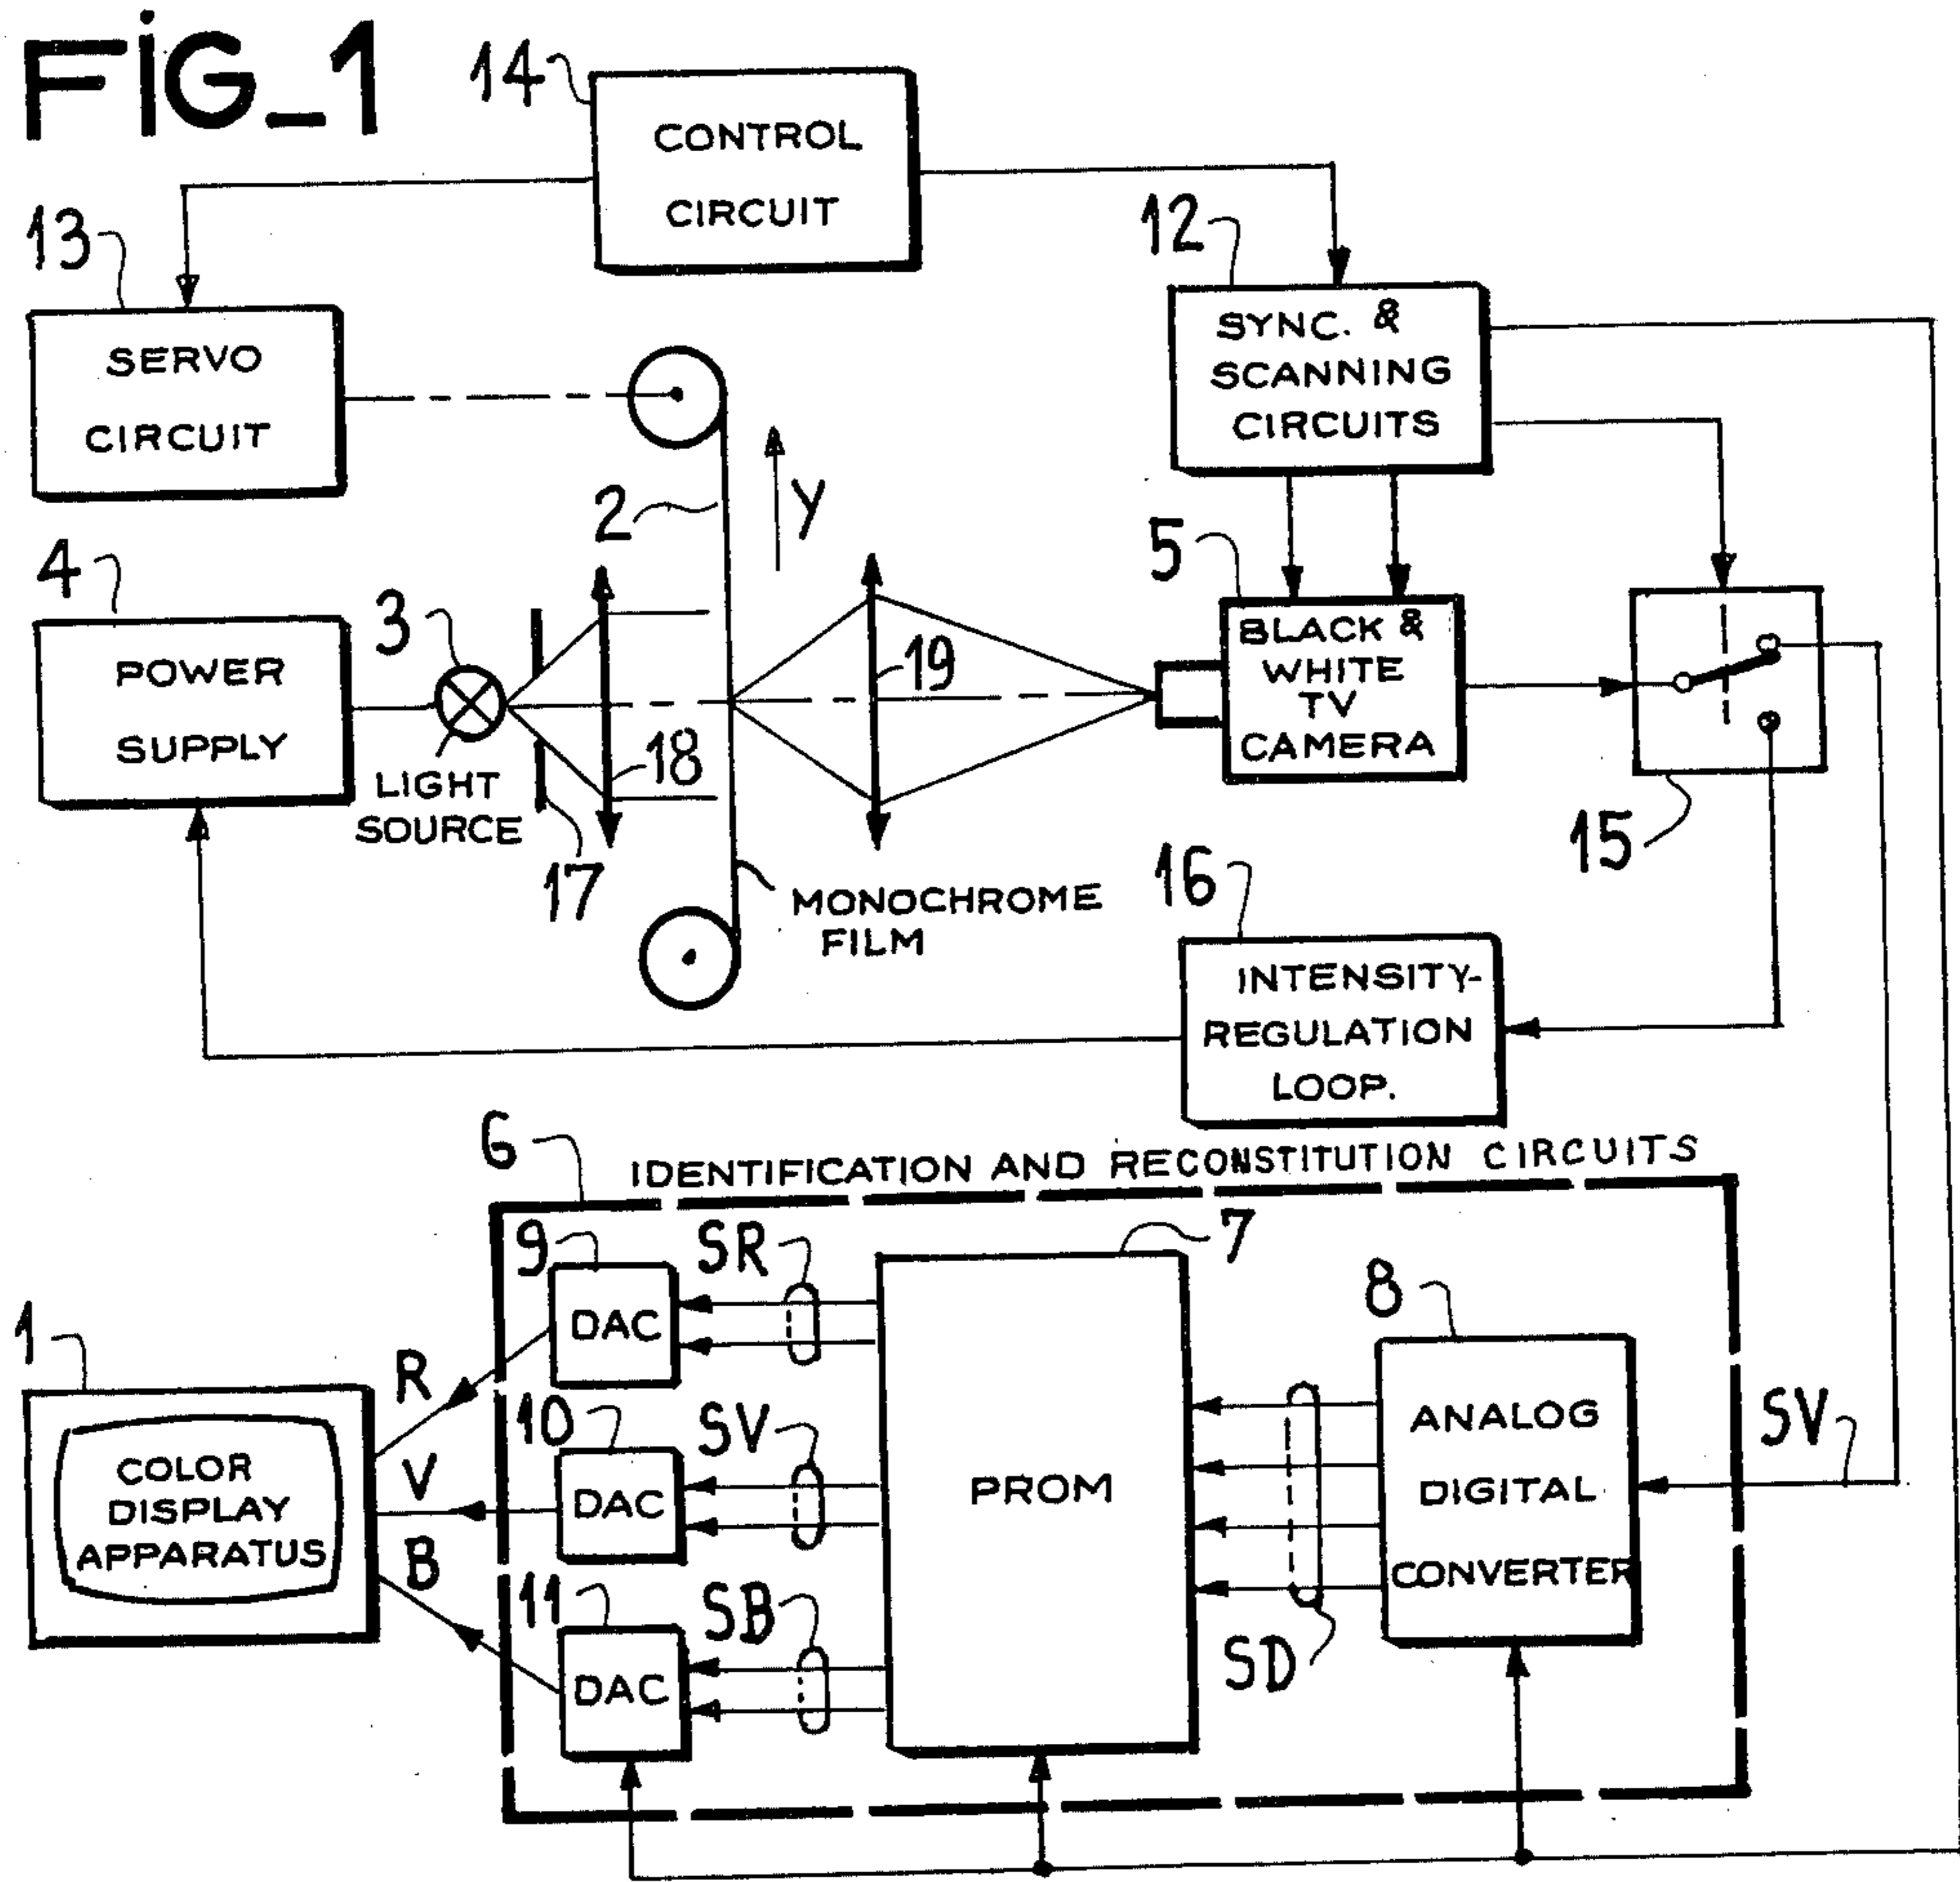 FIG_1
14
CONTROL
CIRCUIT
13
SERVO
CIRCUIT
12
SYNC. &
SCANNING
CIRCUITS
2
Y
4
POWER
SUPPLY
3
LIGHT
SOURCE
17
18
19
MONOCHROME
FILM
5
BLACK &
WHITE
TV
CAMERA
15
16
INTENSITY-
REGULATION
LOOP.
6
IDENTIFICATION AND RECONSTITUTION CIRCUITS
9
DAC
SR
7
PROM
8
ANALOG
DIGITAL
CONVERTER
SV
1
COLOR
DISPLAY
APPARATUS
R
V
B
10
DAC
SV
11
DAC
SB
SD